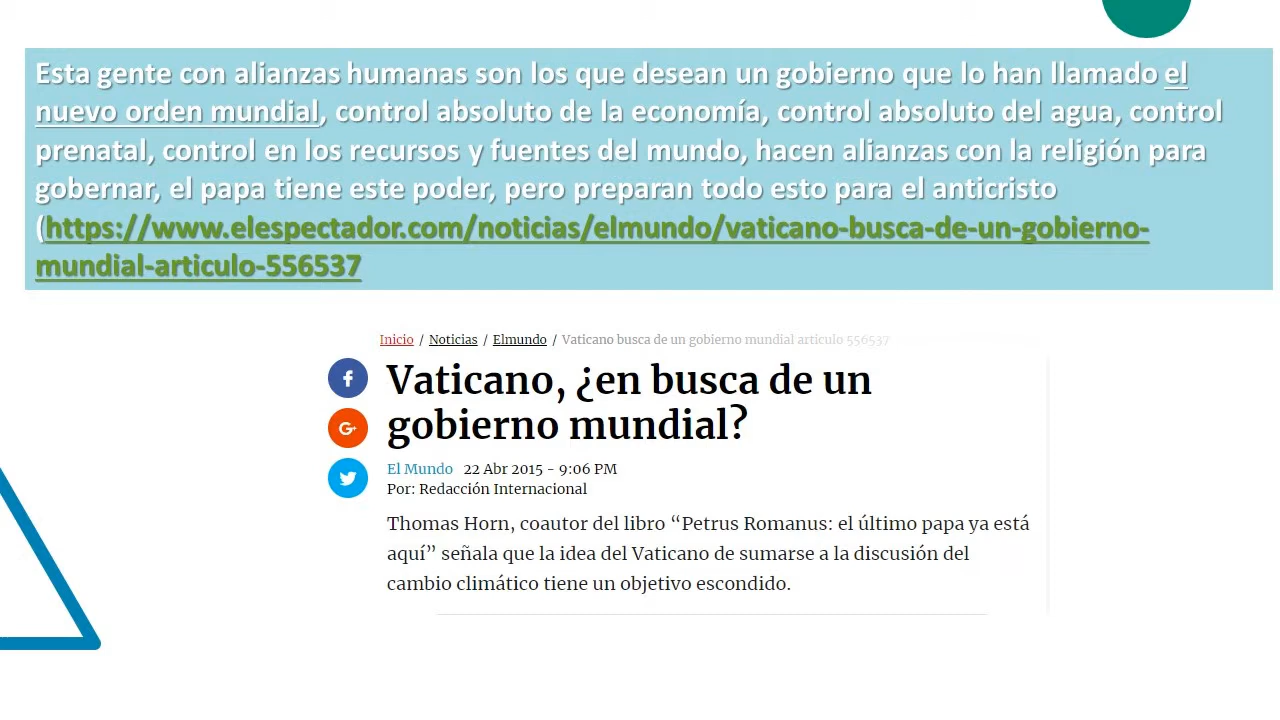 Esta gente con alianzas humanas son los que desean un gobierno que lo han llamado el
nuevo orden mundial, control absoluto de la economía, control absoluto del agua, control
prenatal, control en los recursos y fuentes del mundo, hacen alianzas con la religión para
gobernar, el papa tiene este poder, pero preparan todo esto para el anticristo
(https://www.elespectador.com/noticias/elmundo/vaticano-busca-de-un-gobierno-
mundial-articulo-556537
Inicio / Noticias / Elmundo / Vaticano busca de un gobierno mundial articulo 556537
Vaticano, ¿en busca de un
gobierno mundial?
El Mundo 22 Abr 2015 - 9:06 PM
Por: Redacción Internacional
Thomas Horn, coautor del libro “Petrus Romanus: el último papa ya está
aquí” señala que la idea del Vaticano de sumarse a la discusión del
cambio climático tiene un objetivo escondido.